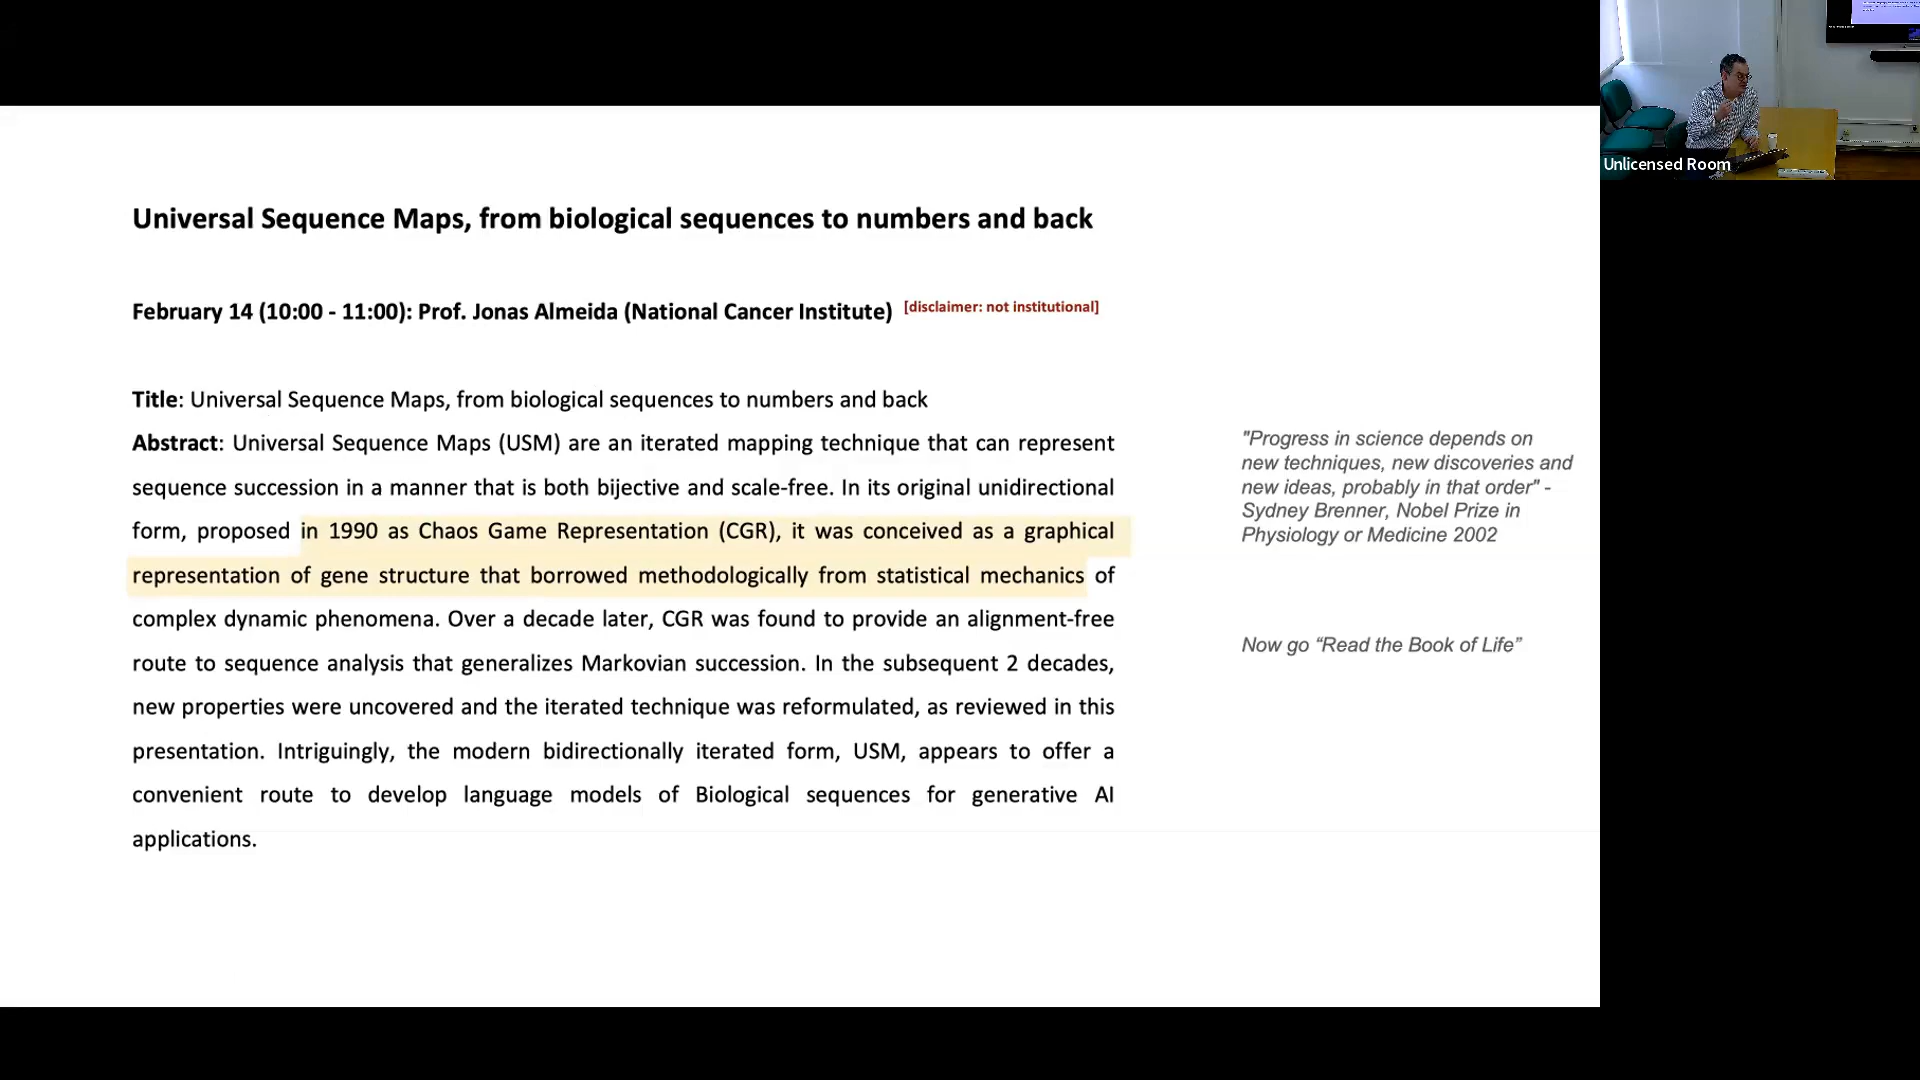 Universal Sequence Maps, from biological sequences to numbers and back
February 14 (10:00 - 11:00): Prof. Jonas Almeida (National Cancer Institute) [disclaimer: not institutional]
Title: Universal Sequence Maps, from biological sequences to numbers and back
Abstract: Universal Sequence Maps (USM) are an iterated mapping technique that can represent
sequence succession in a manner that is both bijective and scale-free. In its original unidirectional
form, proposed in 1990 as Chaos Game Representation (CGR), it was conceived as a graphical
representation of gene structure that borrowed methodologically from statistical mechanics of
complex dynamic phenomena. Over a decade later, CGR was found to provide an alignment-free
route to sequence analysis that generalizes Markovian succession. In the subsequent 2 decades,
new properties were uncovered and the iterated technique was reformulated, as reviewed in this
presentation. Intriguingly, the modern bidirectionally iterated form, USM, appears to offer a
convenient route to develop language models of Biological sequences for generative AI
applications.
"Progress in science depends on
new techniques, new discoveries and
new ideas, probably in that order" -
Sydney Brenner, Nobel Prize in
Physiology or Medicine 2002
Now go “Read the Book of Life”
Unlicensed Room